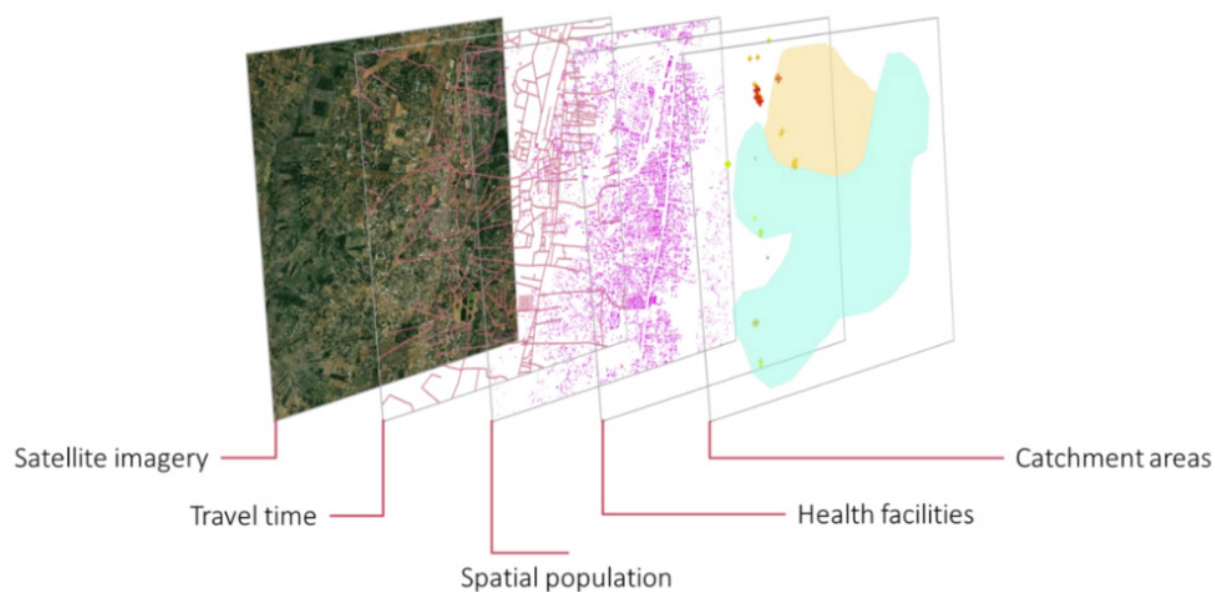 Satellite imagery
Catchment areas
Travel time
Health facilities
Spatial population